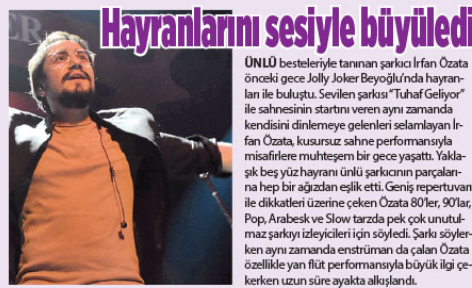 Hayranlarını sesiyle büyüledi
ÜNLÜ besteleriyle tanınan şarkıcı İrfan Özata
önceki gece Jolly Joker Beyoğlu'nda hayran-
ları ile buluştu. Sevilen şarkısı "Tuhaf Geliyor"
ile sahnesinin startını veren aynı zamanda
kendisini dinlemeye gelenleri selamlayan İr-
fan Özata, kusursuz sahne performansıyla
misafirlere muhteşem bir gece yaşattı. Yakla-
şık beş yüz hayranı ünlü şarkıcının parçaları-
na hep bir ağızdan eşlik etti. Geniş repertuvarı
ile dikkatleri üzerine çeken Özata 80'ler, 90'lar,
Pop, Arabesk ve Slow tarzda pek çok unutul-
maz şarkıyı izleyicileri için söyledi. Şarkı söyler-
ken aynı zamanda enstrüman da çalan Özata
özellikle yan flüt performansıyla büyük ilgi çe-
kerken uzun süre ayakta alkışlandı.